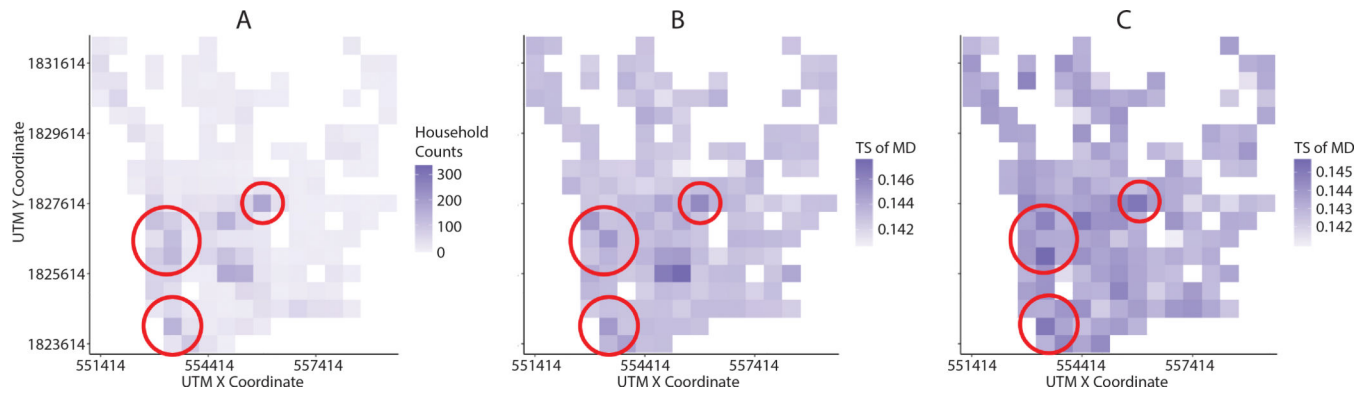 A
B
C
UTM Y Coordinate
1831614
1829614
1827614
1825614
1823614
Household
Counts
300
200
100
0
TS of MD
0.146
0.144
0.142
TS of MD
0.145
0.144
0.143
0.142
551414
554414
557414
551414
554414
557414
551414
554414
557414
UTM X Coordinate
UTM X Coordinate
UTM X Coordinate